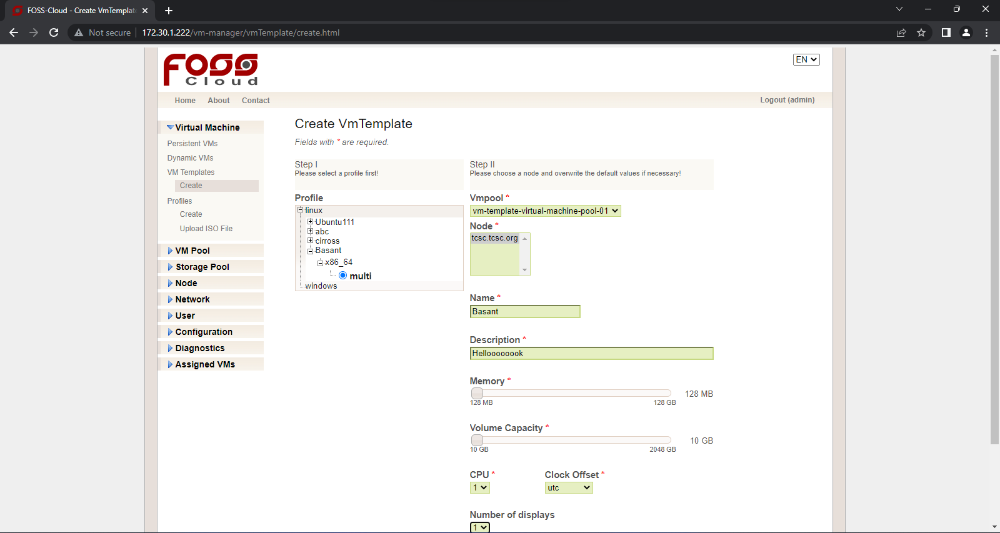 FOSS-Cloud - Create VmTemplat
Not secure
172.30.1.222/vm-manager/vmTemplate/create.html
FOSS
Cloud
EN
Home
About
Contact
Logout (admin)
Virtual Machine
Persistent VMs
Dynamic VMs
VM Templates
Create
Profiles
Create
Upload ISO File
VM Pool
Storage Pool
Node
Network
User
Configuration
Diagnostics
Assigned VMs
Create VmTemplate
Fields with * are required.
Step I
Please select a profile first!
Profile
linux
Ubuntu111
abc
cirross
Basant
x86_64
multi
windows
Step II
Please choose a node and overwrite the default values if necessary!
Vmpool *
vm-template-virtual-machine-pool-01
Node *
tcsc.tcsc.org
Name *
Basant
Description *
Helloooooook
Memory *
128 MB
128 MB
128 GB
Volume Capacity *
10 GB
10 GB
2048 GB
CPU *
Clock Offset *
1
utc
Number of displays
1